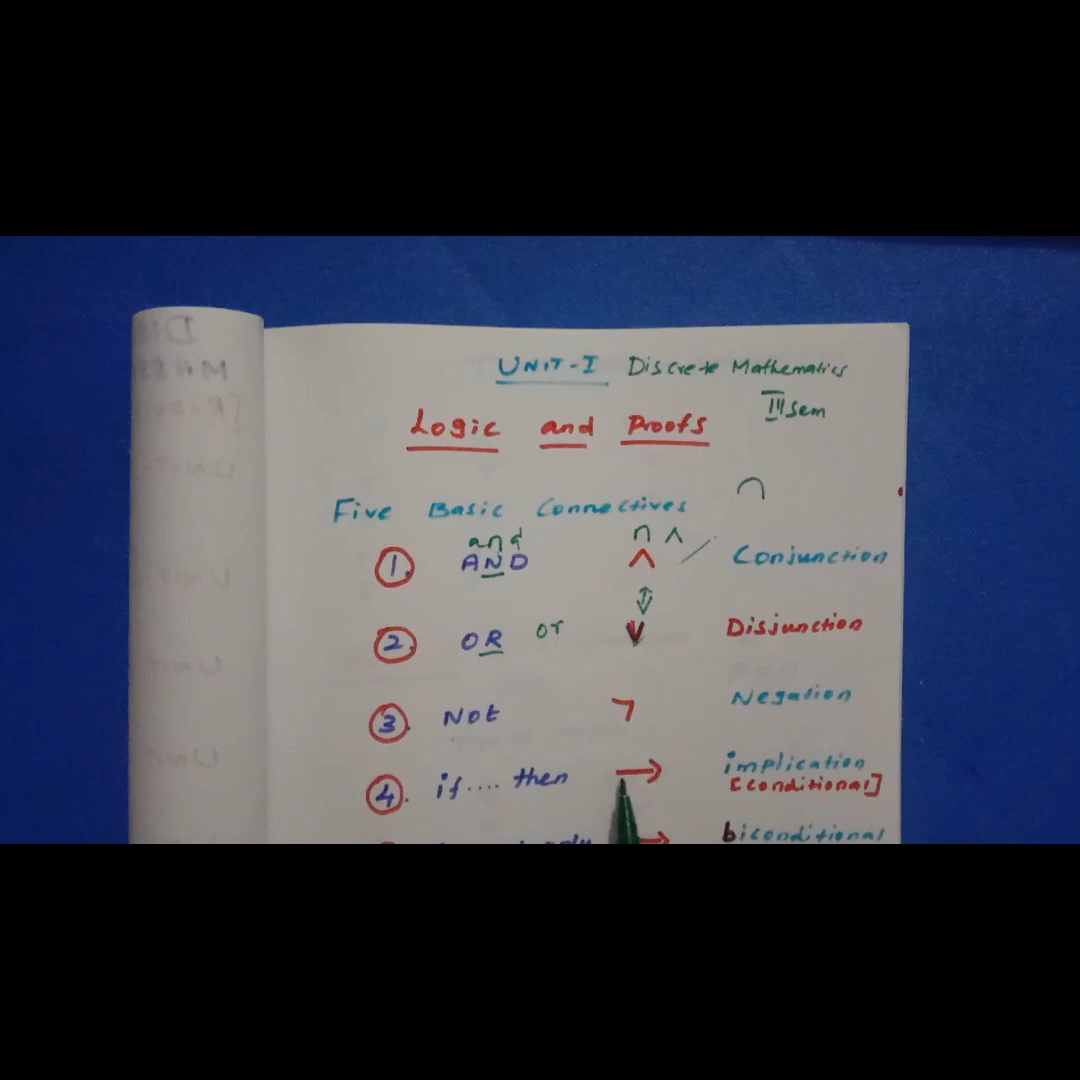 UNIT-I Discrete Mathematics
III Sem
Logic and Proofs
Five Basic Connectives ∩
and ∩ ∧
1. AND ∧ Conjunction
⇕
2. OR or ∨ Disjunction
3. Not ¬ Negation
4. if.... then → implication
[conditional]
only → biconditional